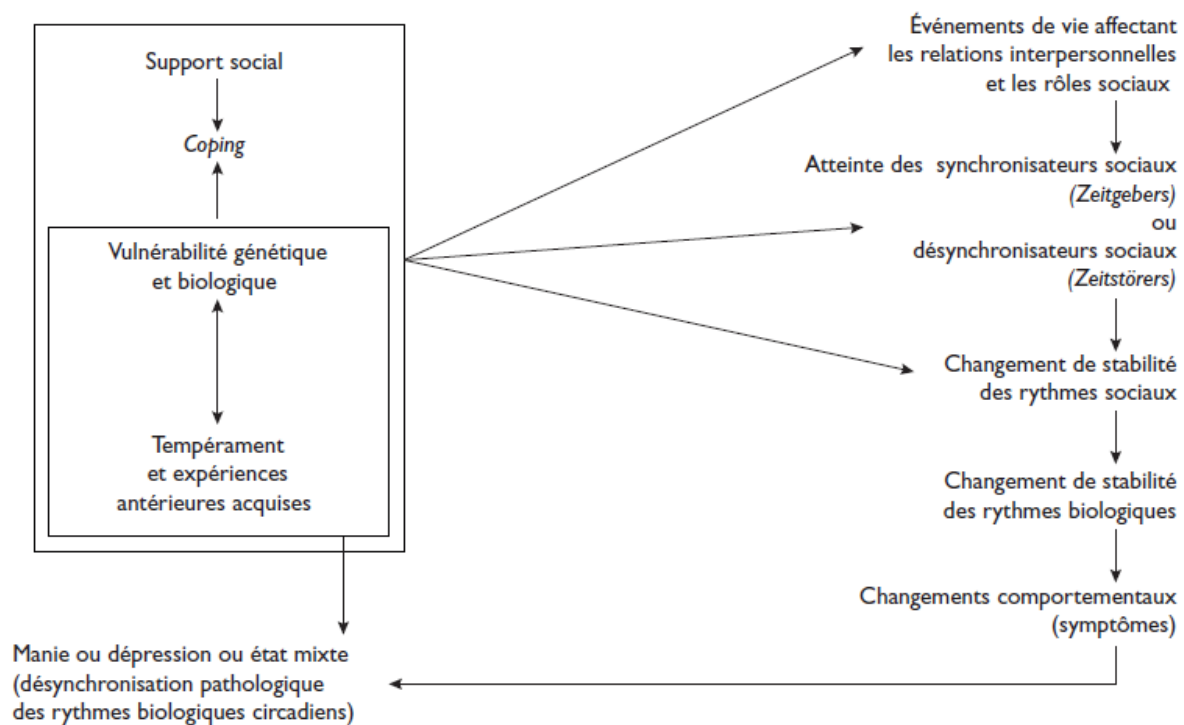 Support social
Coping
Vulnérabilité génétique
et biologique
Tempérament
et expériences
antérieures acquises
Manie ou dépression ou état mixte
(désynchronisation pathologique
des rythmes biologiques circadiens)
Événements de vie affectant
les relations interpersonnelles
et les rôles sociaux
Atteinte des synchronisateurs sociaux
(Zeitgebers)
ou
désynchronisateurs sociaux
(Zeitstörers)
Changement de stabilité
des rythmes sociaux
Changement de stabilité
des rythmes biologiques
Changements comportementaux
(symptômes)